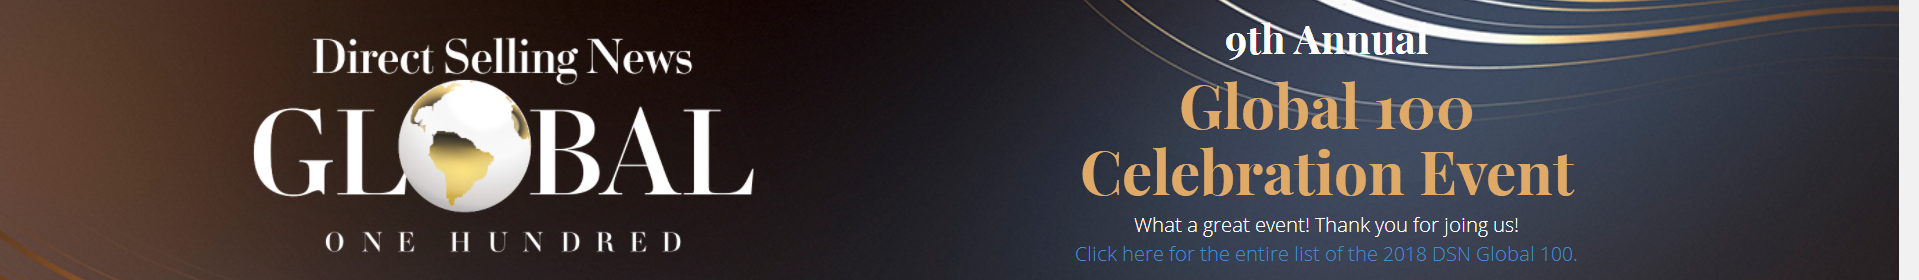 Direct Selling News
GLOBAL
ONE HUNDRED
9th Annual
Global 100
Celebration Event
What a great event! Thank you for joing us!
Click here for the entire list of the 2018 DSN Global 100.